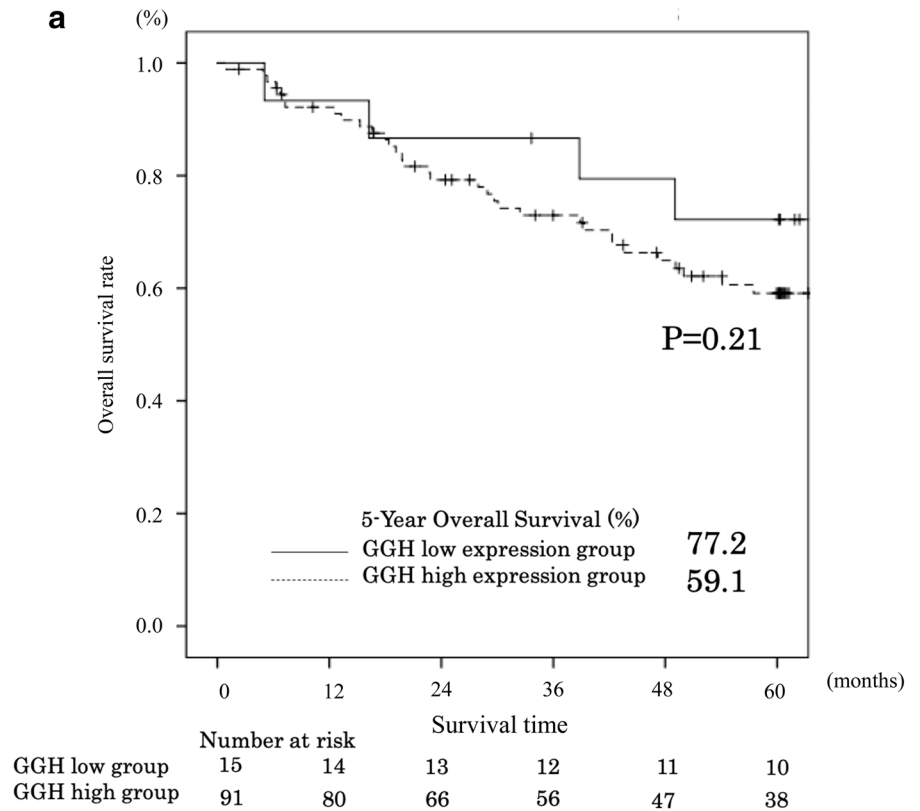 a
(%)
1.0
0.8
0.6
0.4
0.2
0.0
Overall survival rate
P=0.21
5-Year Overall Survival (%)
GGH low expression group 77.2
GGH high expression group 59.1
0 12 24 36 48 60 (months)
Survival time
Number at risk
GGH low group 15 14 13 12 11 10
GGH high group 91 80 66 56 47 38